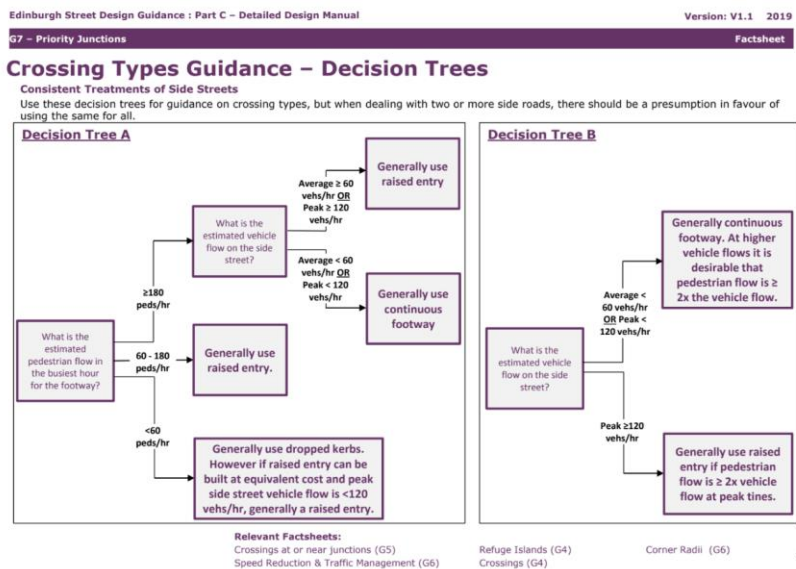 Edinburgh Street Design Guidance : Part C – Detailed Design Manual
Version: V1.1 2019
G7 – Priority Junctions
Factsheet
Crossing Types Guidance – Decision Trees
Consistent Treatments of Side Streets
Use these decision trees for guidance on crossing types, but when dealing with two or more side roads, there should be a presumption in favour of
using the same for all.
Decision Tree A
What is the
estimated
pedestrian flow in
the busiest hour
for the footway?
≥180
peds/hr
What is the
estimated vehicle
flow on the side
street?
Average ≥ 60
vehs/hr OR
Peak ≥ 120
vehs/hr
Generally use
raised entry
Average < 60
vehs/hr OR
Peak < 120
vehs/hr
Generally use
continuous
footway
60 - 180
peds/hr
Generally use
raised entry.
<60
peds/hr
Generally use dropped kerbs.
However if raised entry can be
built at equivalent cost and peak
side street vehicle flow is <120
vehs/hr, generally a raised entry.
Decision Tree B
What is the
estimated vehicle
flow on the side
street?
Average <
60 vehs/hr
OR Peak <
120 vehs/hr
Generally continuous
footway. At higher
vehicle flows it is
desirable that
pedestrian flow is ≥
2x the vehicle flow.
Peak ≥120
vehs/hr
Generally use raised
entry if pedestrian
flow is ≥ 2x vehicle
flow at peak tines.
Relevant Factsheets:
Crossings at or near junctions (G5)
Speed Reduction & Traffic Management (G6)
Refuge Islands (G4)
Crossings (G4)
Corner Radii (G6)